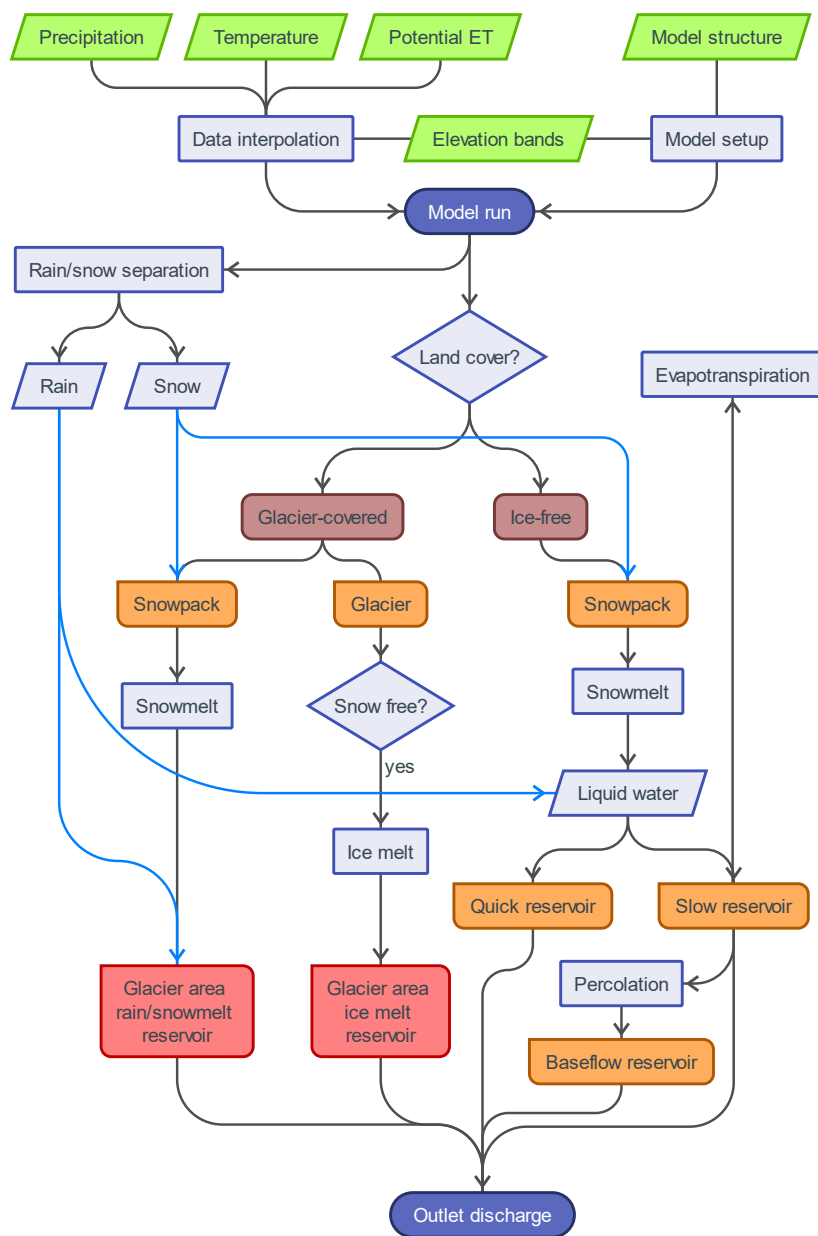 Precipitation
Temperature
Potential ET
Model structure
Data interpolation
Elevation bands
Model setup
Model run
Rain/snow separation
Land cover?
Evapotranspiration
Rain
Snow
Glacier-covered
Ice-free
Snowpack
Glacier
Snowpack
Snowmelt
Snow free?
Snowmelt
yes
Liquid water
Ice melt
Quick reservoir
Slow reservoir
Glacier area
rain/snowmelt
reservoir
Glacier area
ice melt
reservoir
Percolation
Baseflow reservoir
Outlet discharge